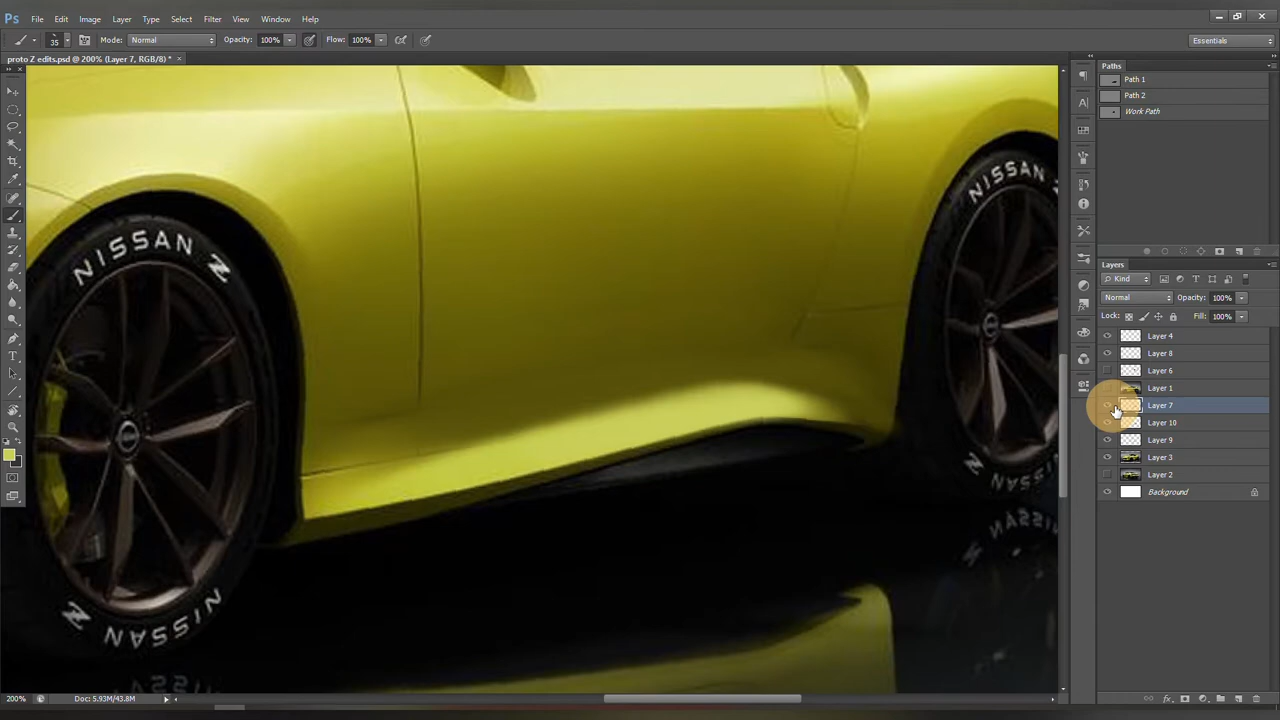 Ps File Edit Image Layer Type Select Filter View Window Help
35 Mode: Normal Opacity: 100% Flow: 100% Essentials
proto Z edits.psd @ 200% (Layer 7, RGB/8) * ×
Paths
Path 1
Path 2
Work Path
Layers
Kind
Normal Opacity: 100%
Lock: Fill: 100%
Layer 4
Layer 8
Layer 6
Layer 1
Layer 7
Layer 10
Layer 9
Layer 3
Layer 2
Background
NISSAN Z
NISSAN Z
NISSAN Z
NISSAN
NISSAN
200% Doc: 5.93M/43.8M